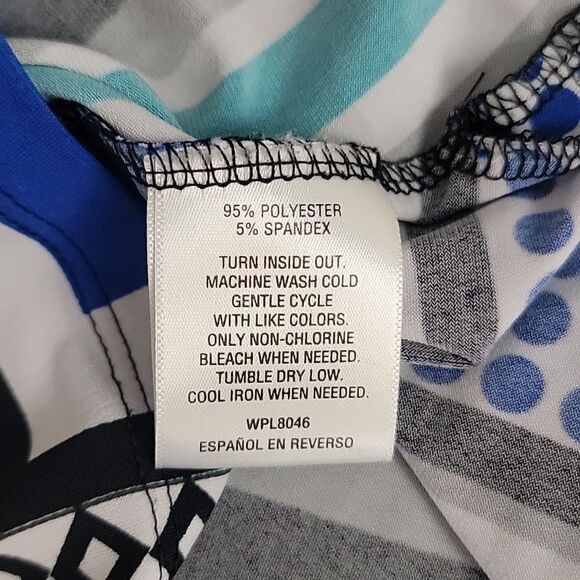 95% POLYESTER
5% SPANDEX
TURN INSIDE OUT.
MACHINE WASH COLD
GENTLE CYCLE
WITH LIKE COLORS.
ONLY NON-CHLORINE
BLEACH WHEN NEEDED.
TUMBLE DRY LOW.
COOL IRON WHEN NEEDED.
WPL8046
ESPAÑOL EN REVERSO